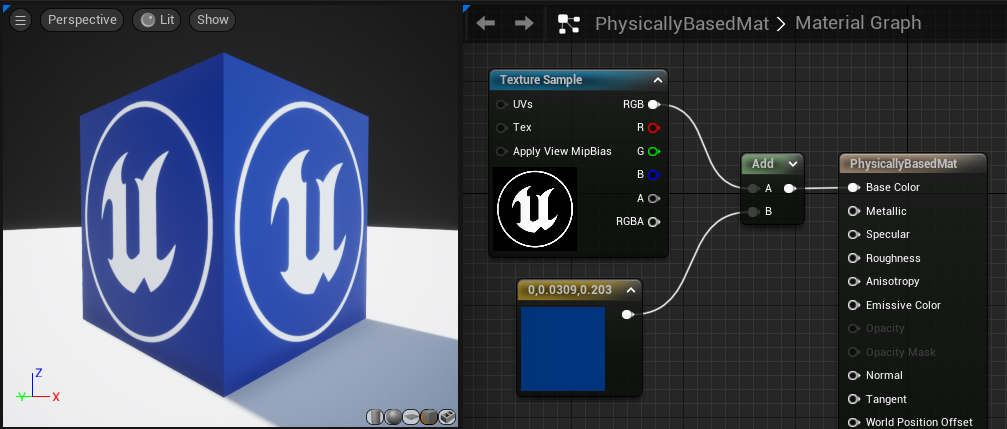 Perspective
Lit
Show
PhysicallyBasedMat > Material Graph
Texture Sample
UVs
RGB
Tex
R
Apply View MipBias
G
B
A
RGBA
0,0.0309,0.203
Add
A
B
PhysicallyBasedMat
Base Color
Metallic
Specular
Roughness
Anisotropy
Emissive Color
Opacity
Opacity Mask
Normal
Tangent
World Position Offset
Z
Y
X